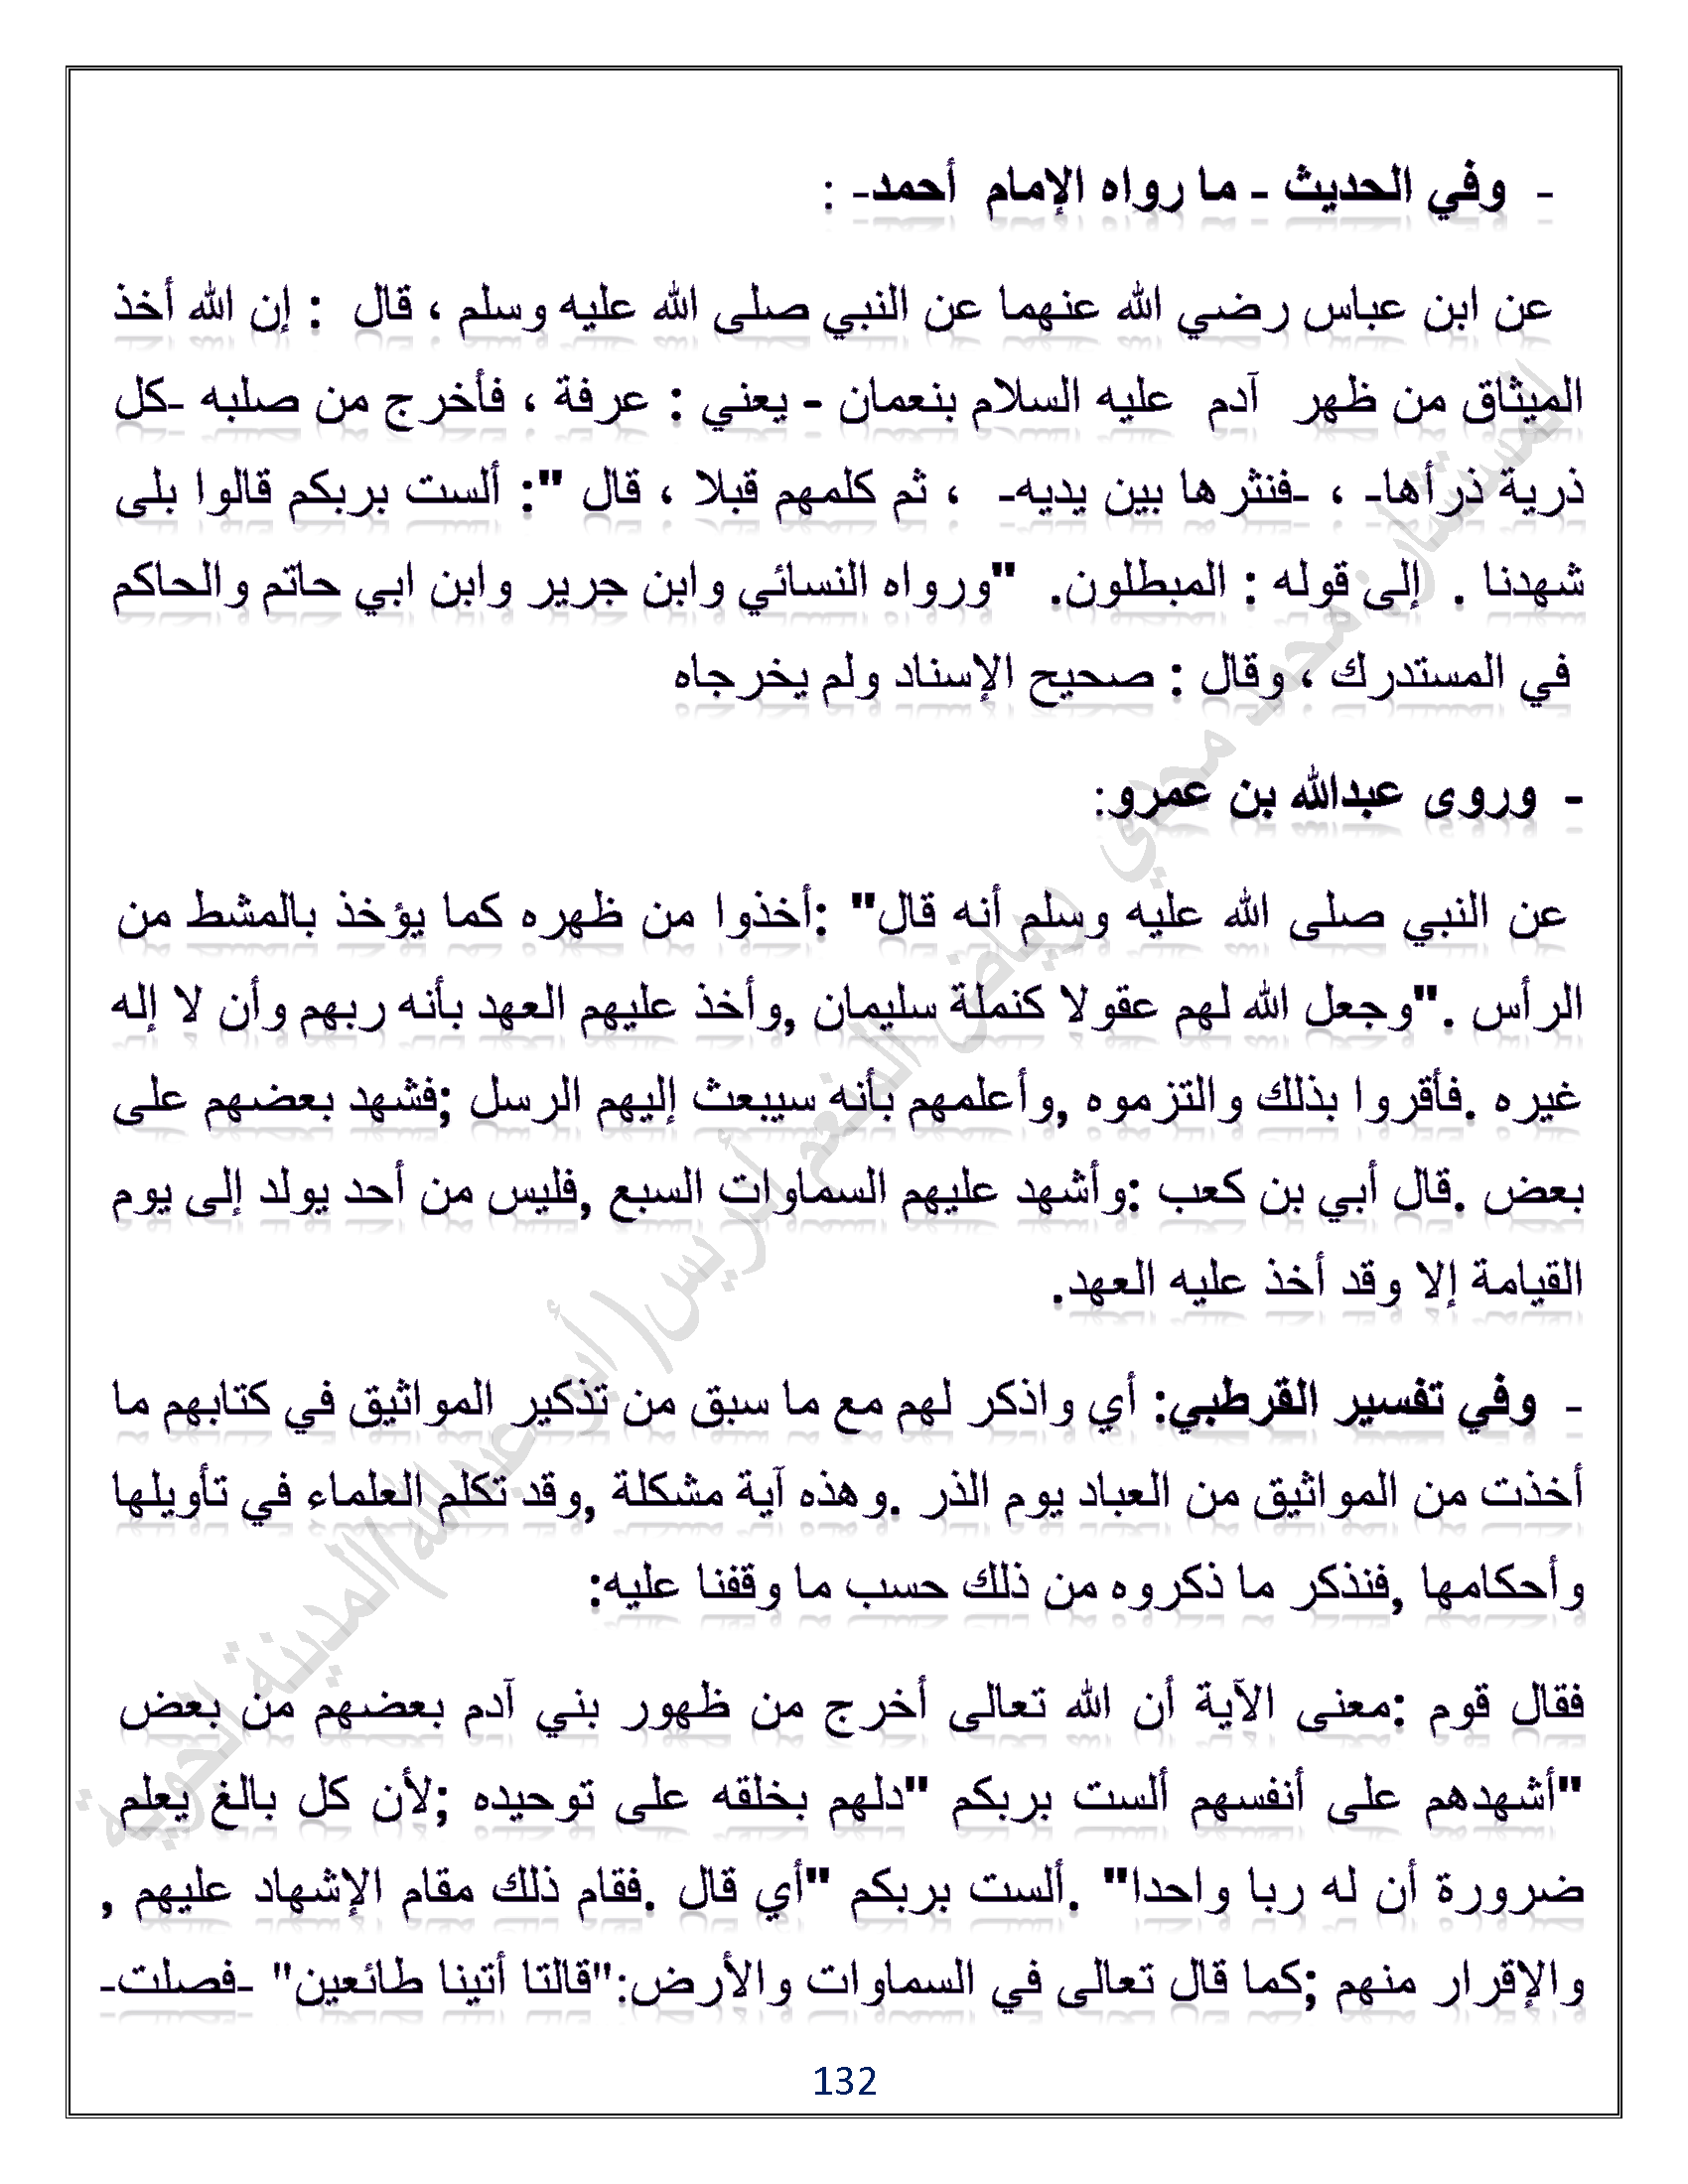 - وفي الحديث - ما رواه الإمام أحمد- :
عن ابن عباس رضي الله عنهما عن النبي صلى الله عليه وسلم ، قال : إن الله أخذ
الميثاق من ظهر آدم عليه السلام بنعمان - يعني : عرفة ، فأخرج من صلبه -كل
ذرية ذرأها- ، -فنثرها بين يديه- ، ثم كلمهم قبلا ، قال ": ألست بربكم قالوا بلى
شهدنا . إلى قوله : المبطلون. "ورواه النسائي وابن جرير وابن ابي حاتم والحاكم
في المستدرك ، وقال : صحيح الإسناد ولم يخرجاه
- وروى عبدالله بن عمرو:
عن النبي صلى الله عليه وسلم أنه قال" :أخذوا من ظهره كما يؤخذ بالمشط من
الرأس ."وجعل الله لهم عقولا كنملة سليمان ,وأخذ عليهم العهد بأنه ربهم وأن لا إله
غيره .فأقروا بذلك والتزموه ,وأعلمهم بأنه سيبعث إليهم الرسل ;فشهد بعضهم على
بعض .قال أبي بن كعب :وأشهد عليهم السماوات السبع ,فليس من أحد يولد إلى يوم
القيامة إلا وقد أخذ عليه العهد.
- وفي تفسير القرطبي: أي واذكر لهم مع ما سبق من تذكير المواثيق في كتابهم ما
أخذت من المواثيق من العباد يوم الذر .وهذه آية مشكلة ,وقد تكلم العلماء في تأويلها
وأحكامها ,فنذكر ما ذكروه من ذلك حسب ما وقفنا عليه:
فقال قوم :معنى الآية أن الله تعالى أخرج من ظهور بني آدم بعضهم من بعض
"أشهدهم على أنفسهم ألست بربكم "دلهم بخلقه على توحيده ;لأن كل بالغ يعلم
ضرورة أن له ربا واحدا" .ألست بربكم "أي قال .فقام ذلك مقام الإشهاد عليهم ,
والإقرار منهم ;كما قال تعالى في السماوات والأرض:"قالتا أتينا طائعين" -فصلت-
132